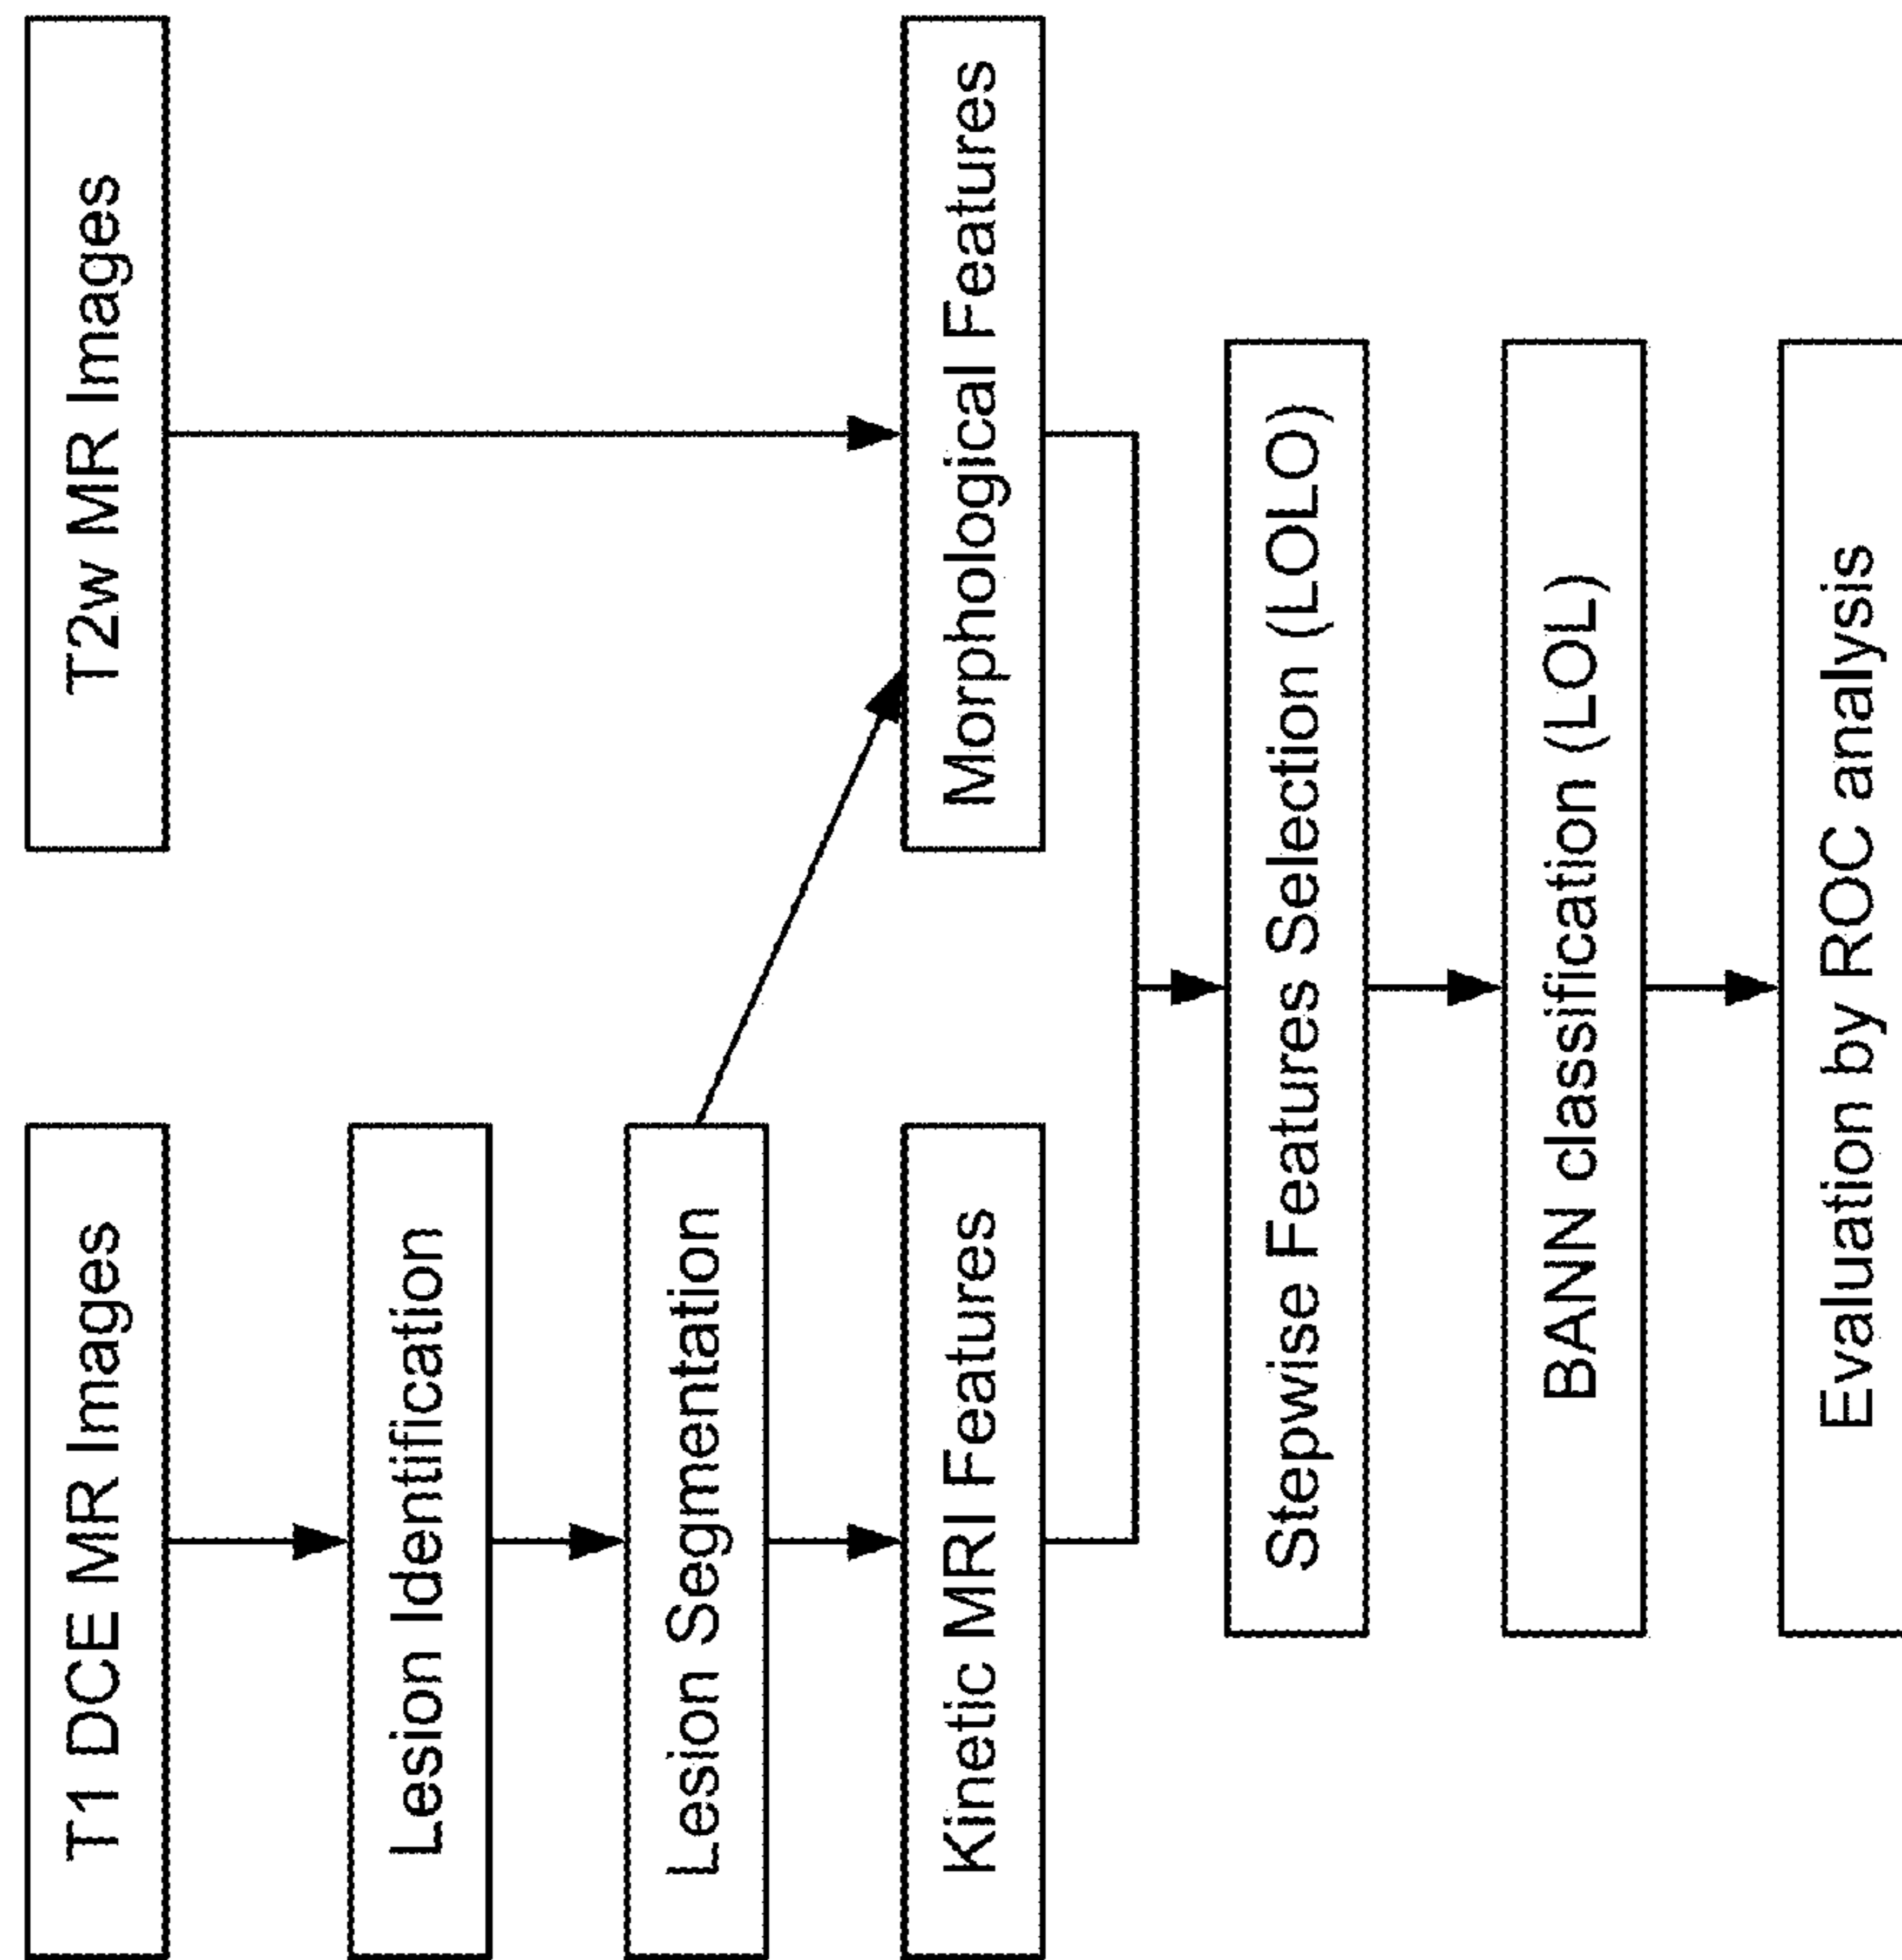 T1 DCE MR Images
T2w MR Images
Lesion Identification
Lesion Segmentation
Kinetic MRI Features
Morphological Features
Stepwise Features Selection (LOLO)
BANN classification (LOL)
Evaluation by ROC analysis